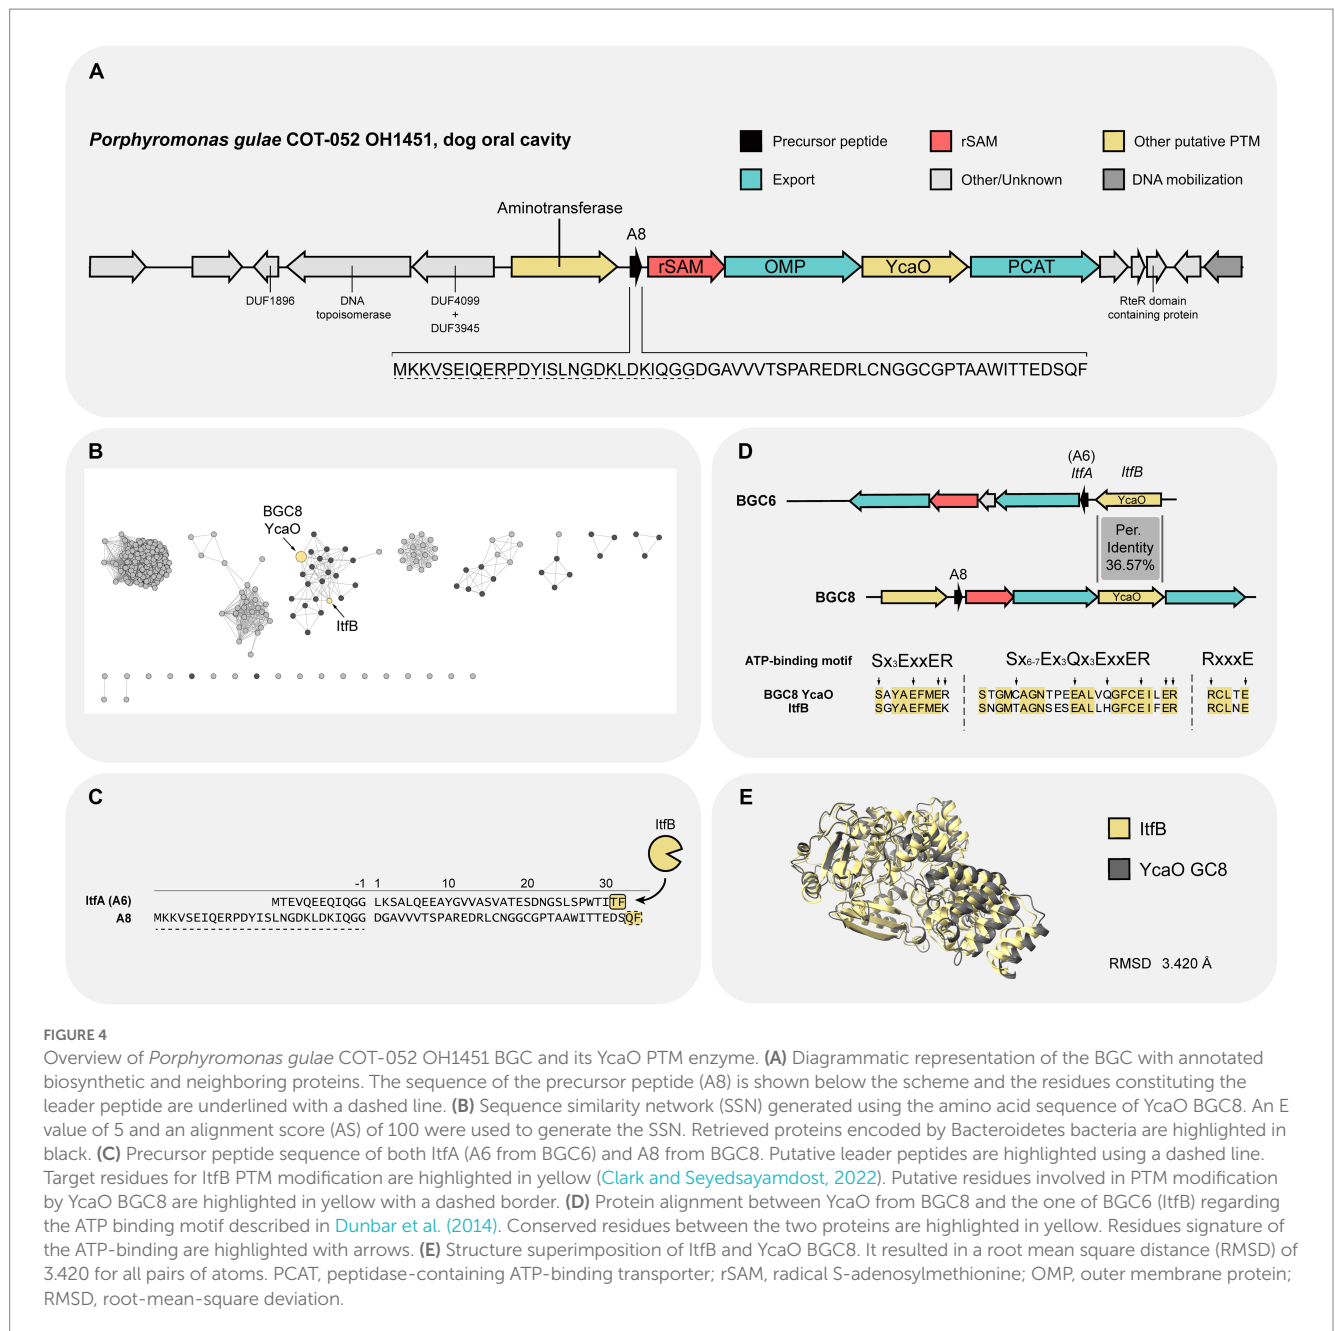 A
Porphyromonas gulae COT-052 OH1451, dog oral cavity
Precursor peptide
rSAM
Other putative PTM
Export
Other/Unknown
DNA mobilization
Aminotransferase
A8
rSAM
OMP
YcaO
PCAT
DUF1896
DNA
topoisomerase
DUF4099
+
DUF3945
RteR domain
containing protein
MKKVSEIQERPDYISLNGDKLDKIQGGDGAVVVTSPAREDRLCNGGCGPTAAWITTEDSQF
B
BGC8
YcaO
ItfB
C
ItfB
-1 1 10 20 30
ItfA (A6) MTEVQEEQIQGG LKSALQEEAYGVVASVATESDNGSLSPWTITF
A8 MKKVSEIQERPDYISLNGDKLDKIQGG DGAVVVTSPAREDRLCNGGCGPTAAWITTEDSQF
D
(A6)
ItfA
ItfB
BGC6
YcaO
Per.
Identity
36.57%
A8
BGC8
YcaO
ATP-binding motif Sx3ExxER Sx6-7Ex3Qx3ExxER RxxxE
BGC8 YcaO SAYAEFMER STGMCAGNTPEEALVQGFCEILER RCLTE
ItfB SGYAEFMEK SNGMTAGNSESEALLHGFCEIFER RCLNE
E
ItfB
YcaO GC8
RMSD 3.420 Å
FIGURE 4
Overview of Porphyromonas gulae COT-052 OH1451 BGC and its YcaO PTM enzyme. (A) Diagrammatic representation of the BGC with annotated
biosynthetic and neighboring proteins. The sequence of the precursor peptide (A8) is shown below the scheme and the residues constituting the
leader peptide are underlined with a dashed line. (B) Sequence similarity network (SSN) generated using the amino acid sequence of YcaO BGC8. An E
value of 5 and an alignment score (AS) of 100 were used to generate the SSN. Retrieved proteins encoded by Bacteroidetes bacteria are highlighted in
black. (C) Precursor peptide sequence of both ItfA (A6 from BGC6) and A8 from BGC8. Putative leader peptides are highlighted using a dashed line.
Target residues for ItfB PTM modification are highlighted in yellow (Clark and Seyedsayamdost, 2022). Putative residues involved in PTM modification
by YcaO BGC8 are highlighted in yellow with a dashed border. (D) Protein alignment between YcaO from BGC8 and the one of BGC6 (ItfB) regarding
the ATP binding motif described in Dunbar et al. (2014). Conserved residues between the two proteins are highlighted in yellow. Residues signature of
the ATP-binding are highlighted with arrows. (E) Structure superimposition of ItfB and YcaO BGC8. It resulted in a root mean square distance (RMSD) of
3.420 for all pairs of atoms. PCAT, peptidase-containing ATP-binding transporter; rSAM, radical S-adenosylmethionine; OMP, outer membrane protein;
RMSD, root-mean-square deviation.